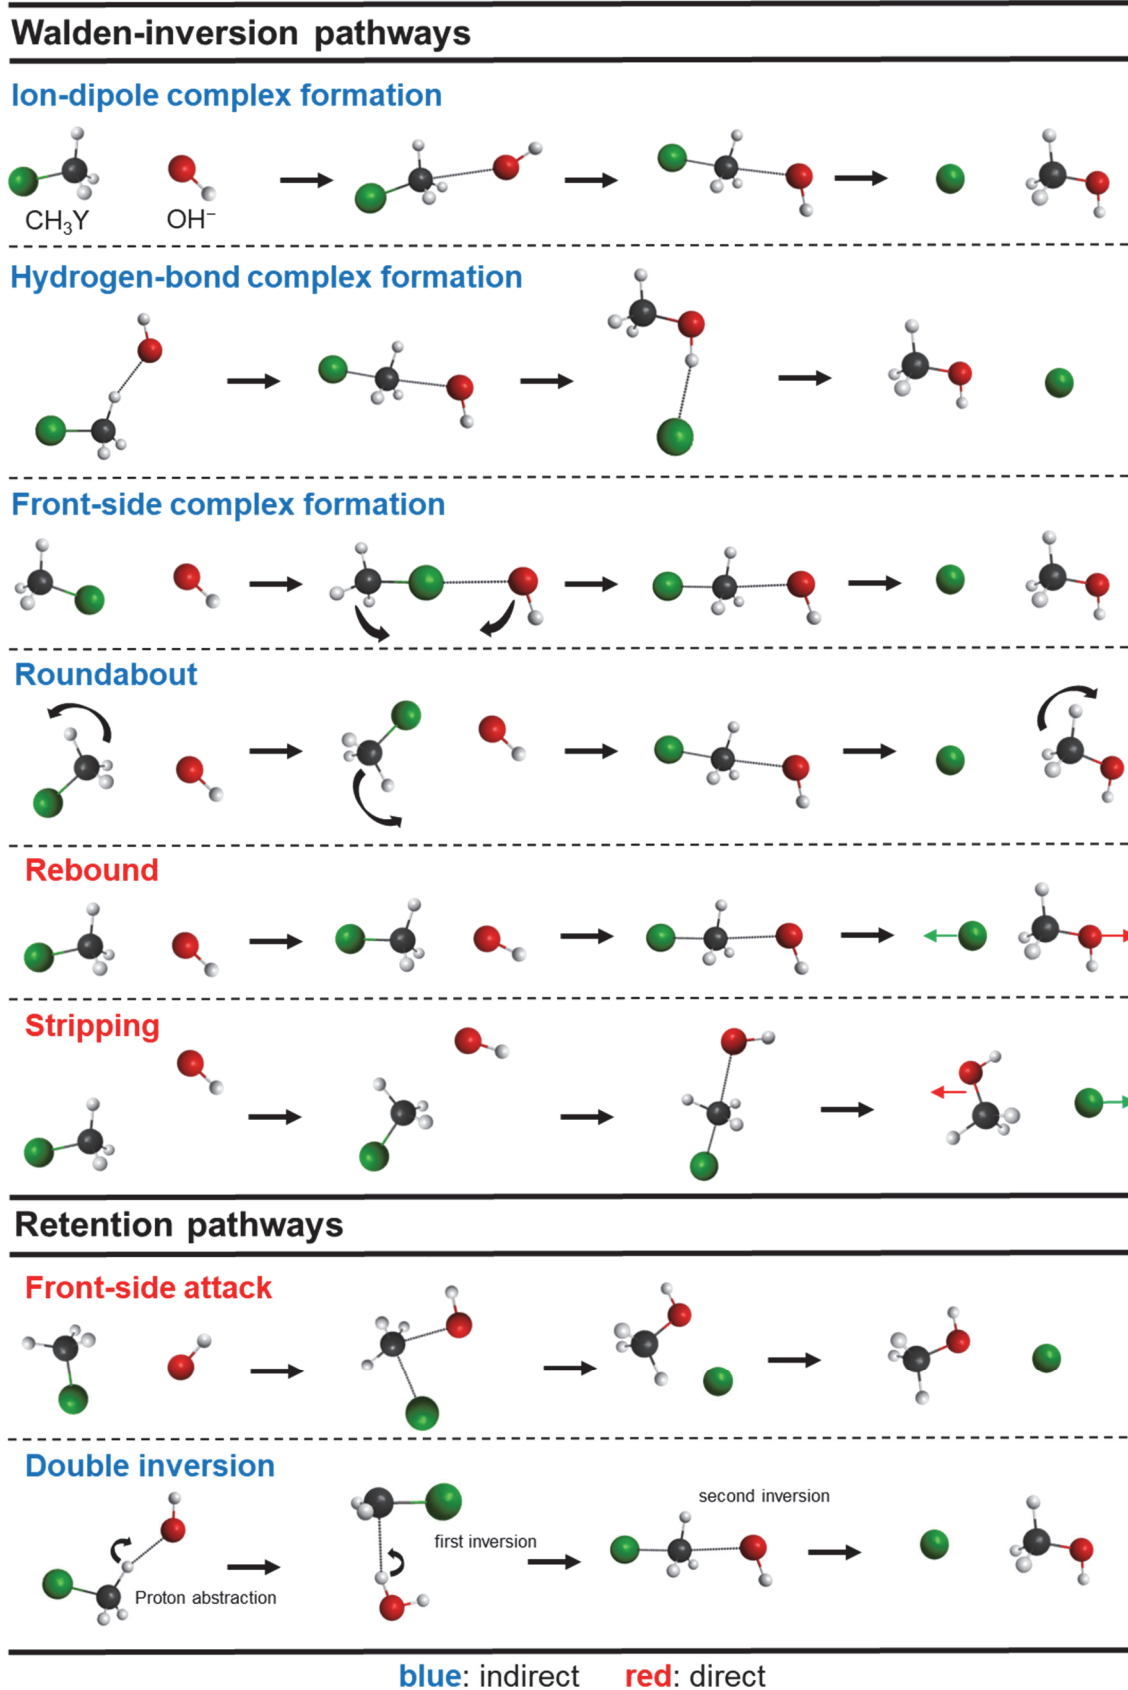 Walden-inversion pathways
Ion-dipole complex formation
CH₃Y
OH⁻
Hydrogen-bond complex formation
Front-side complex formation
Roundabout
Rebound
Stripping
Retention pathways
Front-side attack
Double inversion
Proton abstraction
first inversion
second inversion
blue: indirect red: direct